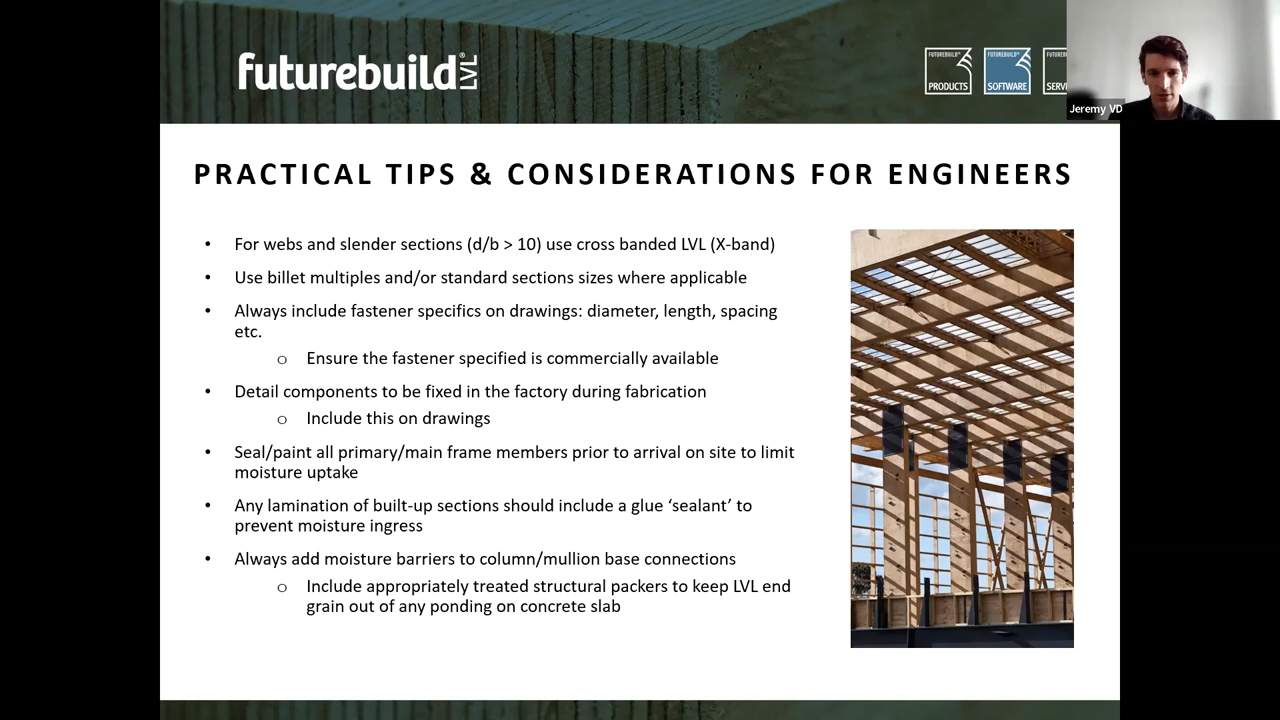 futurebuild LVL®
FUTUREBUILD™
PRODUCTS
FUTUREBUILD™
SOFTWARE
FUTUREBU
SERV
Jeremy VD
PRACTICAL TIPS & CONSIDERATIONS FOR ENGINEERS
• For webs and slender sections (d/b > 10) use cross banded LVL (X-band)
• Use billet multiples and/or standard sections sizes where applicable
• Always include fastener specifics on drawings: diameter, length, spacing
etc.
o Ensure the fastener specified is commercially available
• Detail components to be fixed in the factory during fabrication
o Include this on drawings
• Seal/paint all primary/main frame members prior to arrival on site to limit
moisture uptake
• Any lamination of built-up sections should include a glue ‘sealant’ to
prevent moisture ingress
• Always add moisture barriers to column/mullion base connections
o Include appropriately treated structural packers to keep LVL end
grain out of any ponding on concrete slab